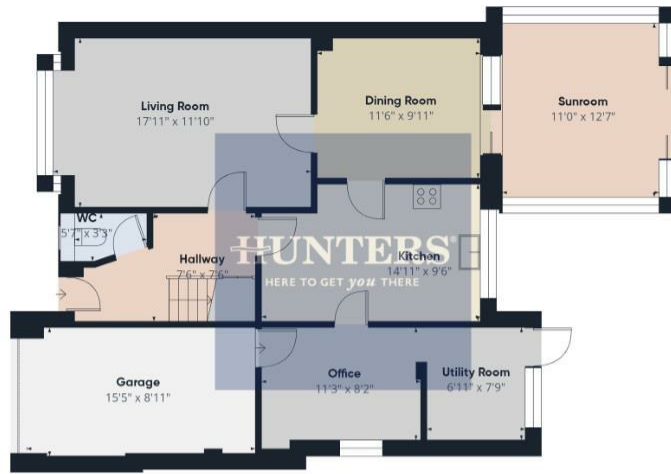 Living Room
17'11" x 11'10"
Dining Room
11'6" x 9'11"
Sunroom
11'0" x 12'7"
WC
5'7" x 3'3"
Hallway
7'6" x 7'6"
HUNTERS®
HERE TO GET you THERE
Kitchen
14'11" x 9'6"
Garage
15'5" x 8'11"
Office
11'3" x 8'2"
Utility Room
6'11" x 7'9"